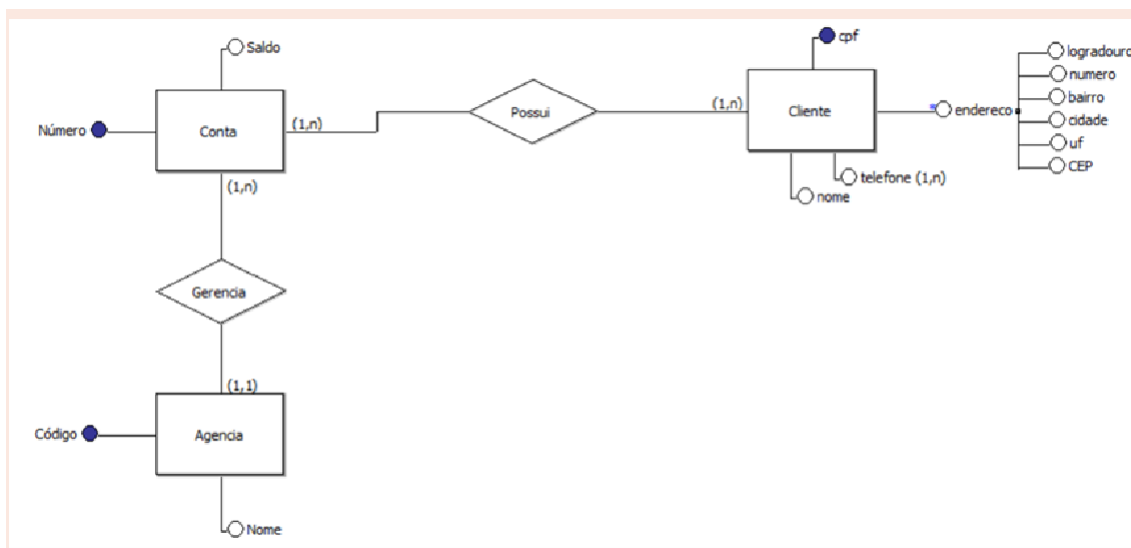 Saldo
Número
Conta
(1,n)
(1,n)
Possui
(1,n)
cpf
Cliente
endereco
logradouro
numero
bairro
cidade
uf
CEP
telefone (1,n)
nome
Gerencia
(1,1)
Código
Agencia
Nome